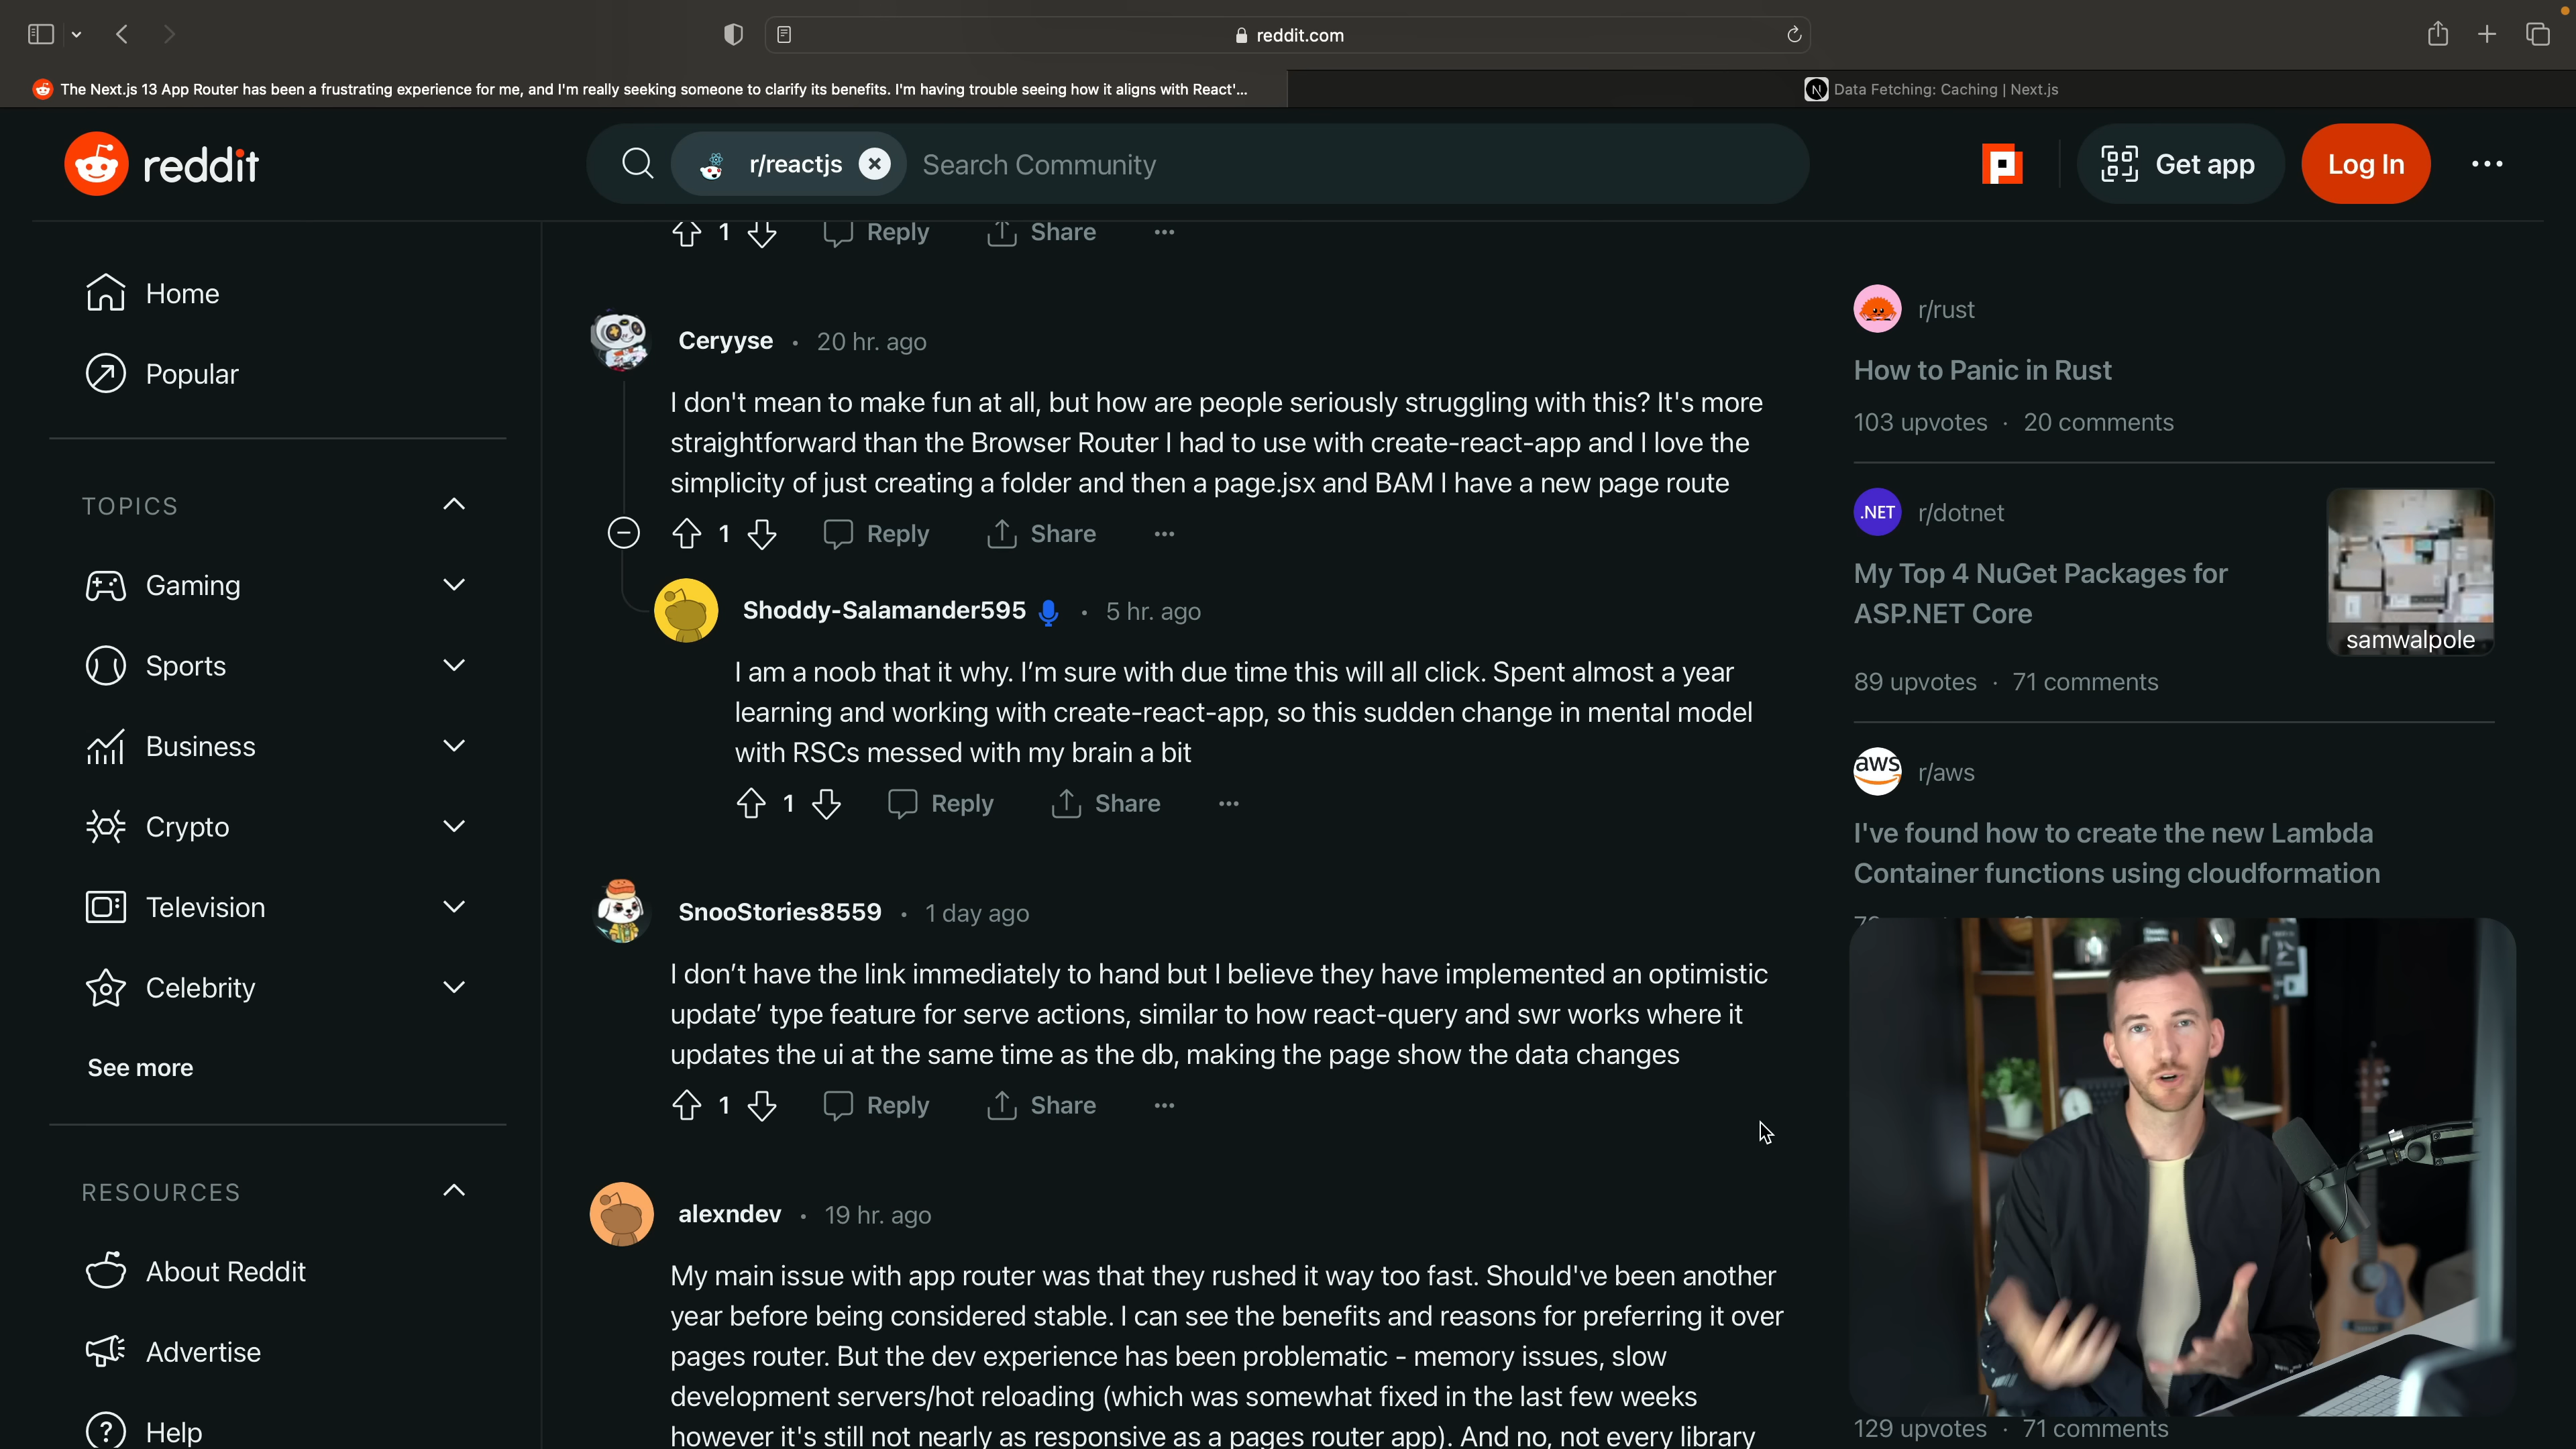 reddit.com
The Next.js 13 App Router has been a frustrating experience for me, and I'm really seeking someone to clarify its benefits. I'm having trouble seeing how it aligns with React'...
Data Fetching: Caching | Next.js
reddit
r/reactjs
Search Community
Get app
Log In
Home
Popular
TOPICS
Gaming
Sports
Business
Crypto
Television
Celebrity
See more
RESOURCES
About Reddit
Advertise
Help
1
Reply
Share
Ceryyse • 20 hr. ago
I don't mean to make fun at all, but how are people seriously struggling with this? It's more
straightforward than the Browser Router I had to use with create-react-app and I love the
simplicity of just creating a folder and then a page.jsx and BAM I have a new page route
1
Reply
Share
Shoddy-Salamander595 • 5 hr. ago
I am a noob that it why. I’m sure with due time this will all click. Spent almost a year
learning and working with create-react-app, so this sudden change in mental model
with RSCs messed with my brain a bit
1
Reply
Share
SnooStories8559 • 1 day ago
I don’t have the link immediately to hand but I believe they have implemented an optimistic
update’ type feature for serve actions, similar to how react-query and swr works where it
updates the ui at the same time as the db, making the page show the data changes
1
Reply
Share
alexndev • 19 hr. ago
My main issue with app router was that they rushed it way too fast. Should've been another
year before being considered stable. I can see the benefits and reasons for preferring it over
pages router. But the dev experience has been problematic - memory issues, slow
development servers/hot reloading (which was somewhat fixed in the last few weeks
however it's still not nearly as responsive as a pages router app). And no, not every library
r/rust
How to Panic in Rust
103 upvotes · 20 comments
.NET
r/dotnet
My Top 4 NuGet Packages for
ASP.NET Core
samwalpole
89 upvotes · 71 comments
aws
r/aws
I've found how to create the new Lambda
Container functions using cloudformation
129 upvotes · 71 comments